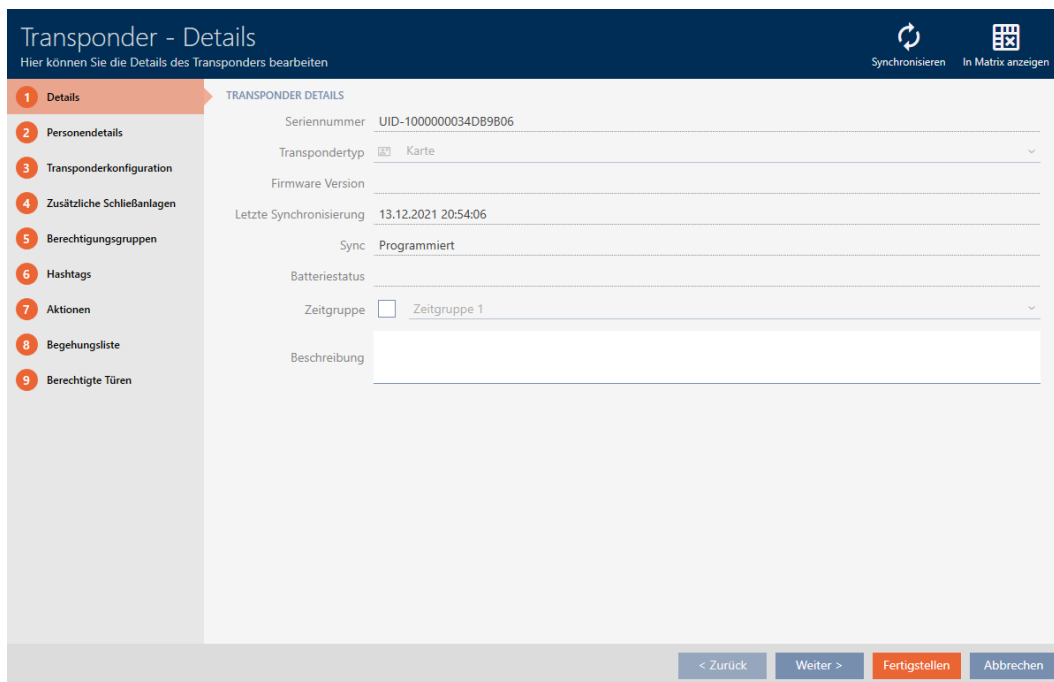 Transponder - Details
Hier können Sie die Details des Transponders bearbeiten
Synchronisieren
In Matrix anzeigen
1 Details
2 Personendetails
3 Transponderkonfiguration
4 Zusätzliche Schließanlagen
5 Berechtigungsgruppen
6 Hashtags
7 Aktionen
8 Begehungsliste
9 Berechtigte Türen
TRANSPONDER DETAILS
Seriennummer UID-1000000034DB9B06
Transpondertyp Karte
Firmware Version
Letzte Synchronisierung 13.12.2021 20:54:06
Sync Programmiert
Batteriestatus
Zeitgruppe Zeitgruppe 1
Beschreibung
< Zurück
Weiter >
Fertigstellen
Abbrechen